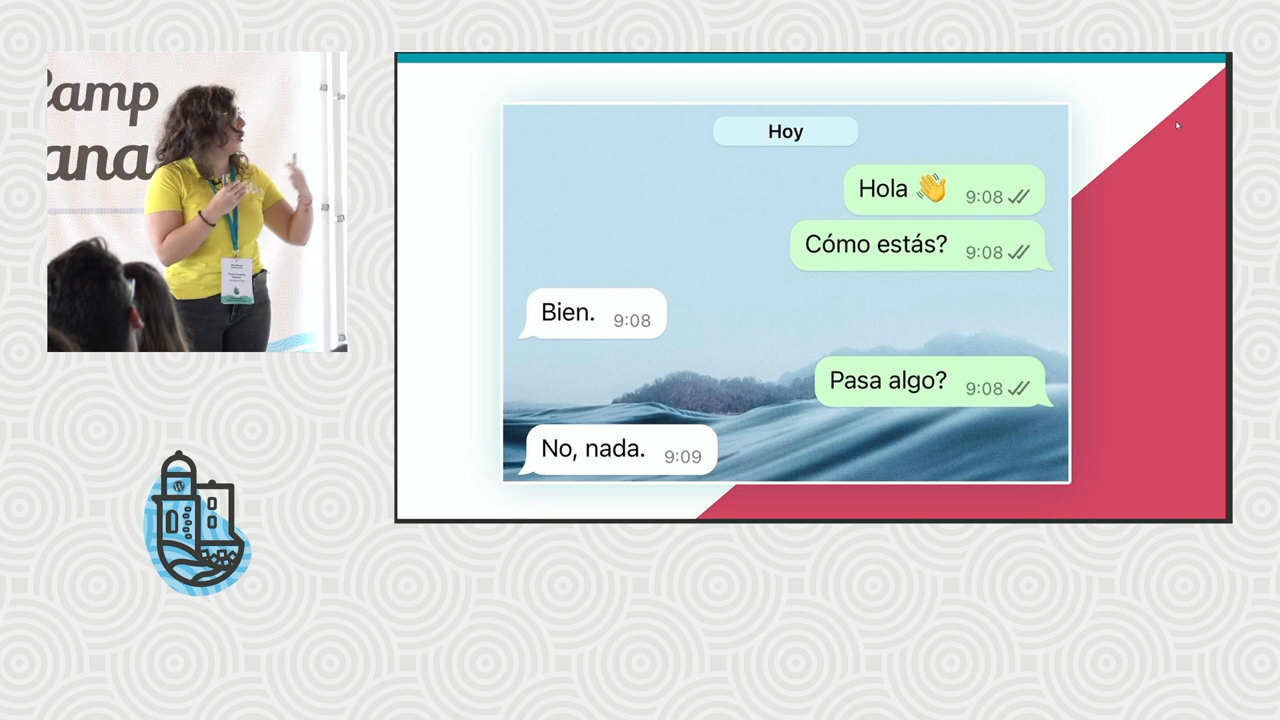 Camp
ana
Hoy
Hola 👋 9:08
Cómo estás? 9:08
Bien. 9:08
Pasa algo? 9:08
No, nada. 9:09